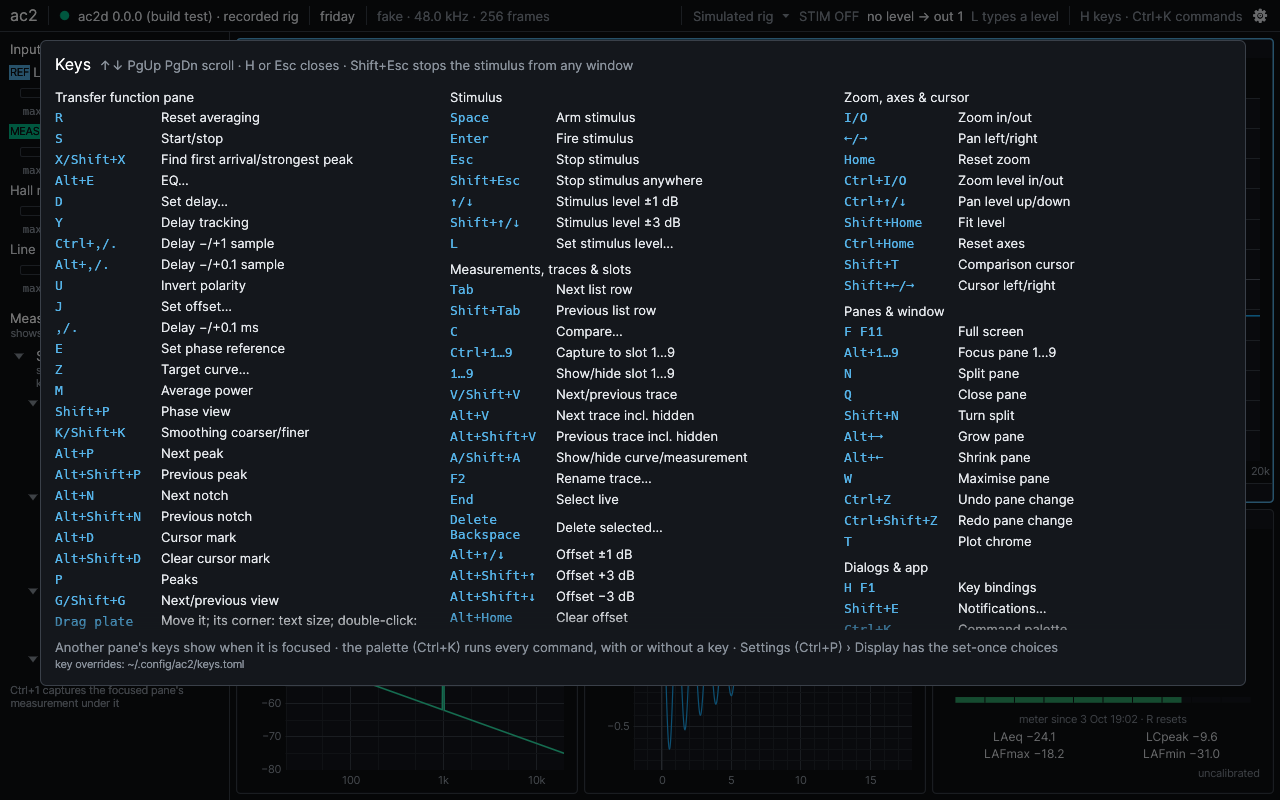 ac2 ac2d 0.0.0 (build test) · recorded rig friday fake · 48.0 kHz · 256 frames Simulated rig STIM OFF no level → out 1 L types a level H keys · Ctrl+K commands
Keys ↑↓ PgUp PgDn scroll · H or Esc closes · Shift+Esc stops the stimulus from any window
Transfer function pane
R Reset averaging
S Start/stop
X/Shift+X Find first arrival/strongest peak
Alt+E EQ…
D Set delay…
Y Delay tracking
Ctrl+,/. Delay −/+1 sample
Alt+,/. Delay −/+0.1 sample
U Invert polarity
J Set offset…
,/. Delay −/+0.1 ms
E Set phase reference
Z Target curve…
M Average power
Shift+P Phase view
K/Shift+K Smoothing coarser/finer
Alt+P Next peak
Alt+Shift+P Previous peak
Alt+N Next notch
Alt+Shift+N Previous notch
Alt+D Cursor mark
Alt+Shift+D Clear cursor mark
P Peaks
G/Shift+G Next/previous view
Drag plate Move it; its corner: text size; double-click:
Stimulus
Space Arm stimulus
Enter Fire stimulus
Esc Stop stimulus
Shift+Esc Stop stimulus anywhere
↑/↓ Stimulus level ±1 dB
Shift+↑/↓ Stimulus level ±3 dB
L Set stimulus level…
Measurements, traces & slots
Tab Next list row
Shift+Tab Previous list row
C Compare…
Ctrl+1…9 Capture to slot 1…9
1…9 Show/hide slot 1…9
V/Shift+V Next/previous trace
Alt+V Next trace incl. hidden
Alt+Shift+V Previous trace incl. hidden
A/Shift+A Show/hide curve/measurement
F2 Rename trace…
End Select live
Delete
Backspace Delete selected…
Alt+↑/↓ Offset ±1 dB
Alt+Shift+↑ Offset +3 dB
Alt+Shift+↓ Offset −3 dB
Alt+Home Clear offset
Zoom, axes & cursor
I/O Zoom in/out
←/→ Pan left/right
Home Reset zoom
Ctrl+I/O Zoom level in/out
Ctrl+↑/↓ Pan level up/down
Shift+Home Fit level
Ctrl+Home Reset axes
Shift+T Comparison cursor
Shift+←/→ Cursor left/right
Panes & window
F F11 Full screen
Alt+1…9 Focus pane 1…9
N Split pane
Q Close pane
Shift+N Turn split
Alt+→ Grow pane
Alt+← Shrink pane
W Maximise pane
Ctrl+Z Undo pane change
Ctrl+Shift+Z Redo pane change
T Plot chrome
Dialogs & app
H F1 Key bindings
Shift+E Notifications…
Ctrl+K Command palette
Another pane's keys show when it is focused · the palette (Ctrl+K) runs every command, with or without a key · Settings (Ctrl+P) › Display has the set-once choices
key overrides: ~/.config/ac2/keys.toml
Input
REF L
max
MEAS
max
Hall
max
Line
max
Meas
shows
20k
Ctrl+1 captures the focused pane's
measurement under it
−60
−70
−80
100 1k 10k
−0.5
0 5 10 15
meter since 3 Oct 19:02 · R resets
LAeq −24.1 LCpeak −9.6
LAFmax −18.2 LAFmin −31.0
uncalibrated